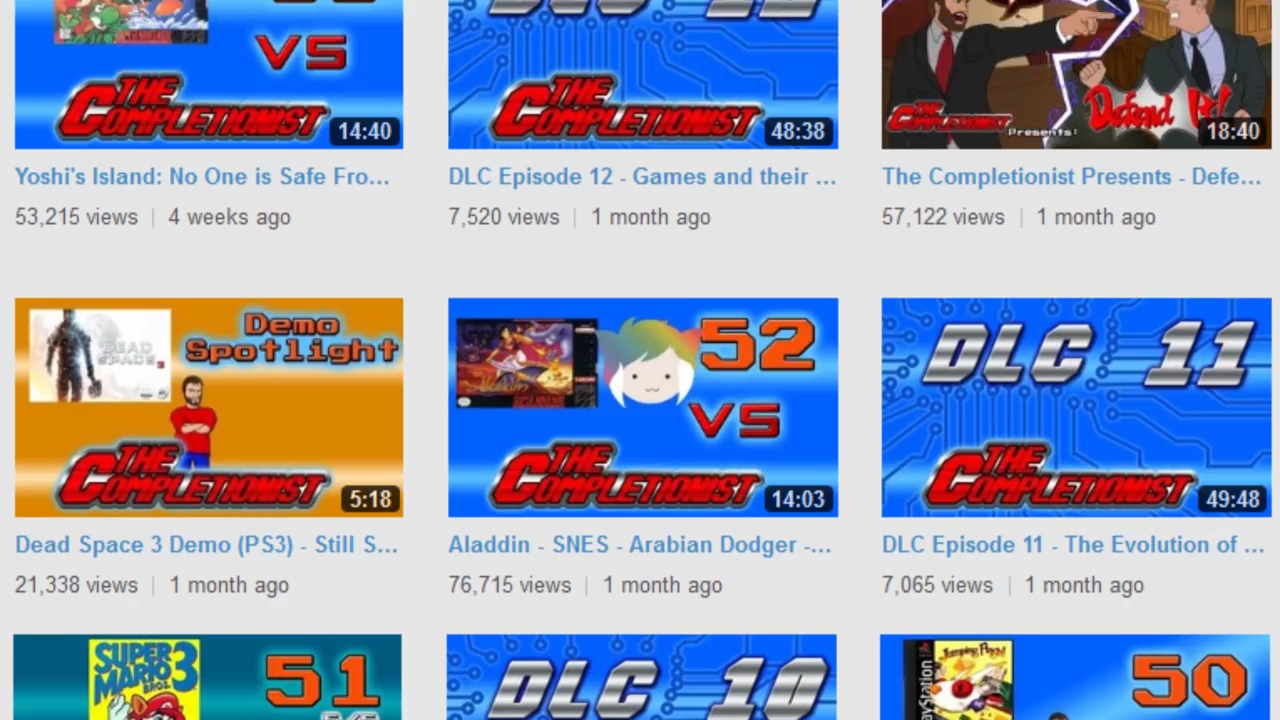 VS
THE
COMPLETIONIST
14:40
THE
COMPLETIONIST
48:38
THE
COMPLETIONIST
Presents:
Defend It!
18:40
Yoshi's Island: No One is Safe Fro...
DLC Episode 12 - Games and their ...
The Completionist Presents - Defe...
53,215 views | 4 weeks ago
7,520 views | 1 month ago
57,122 views | 1 month ago
DEAD SPACE 3
Demo
Spotlight
THE
COMPLETIONIST
5:18
52
VS
THE
COMPLETIONIST
14:03
DLC 11
THE
COMPLETIONIST
49:48
Dead Space 3 Demo (PS3) - Still S...
Aladdin - SNES - Arabian Dodger -...
DLC Episode 11 - The Evolution of ...
21,338 views | 1 month ago
76,715 views | 1 month ago
7,065 views | 1 month ago
SUPER
MARIO
BROS. 3
51
DLC 10
PlayStation
Jumping Flash!
50